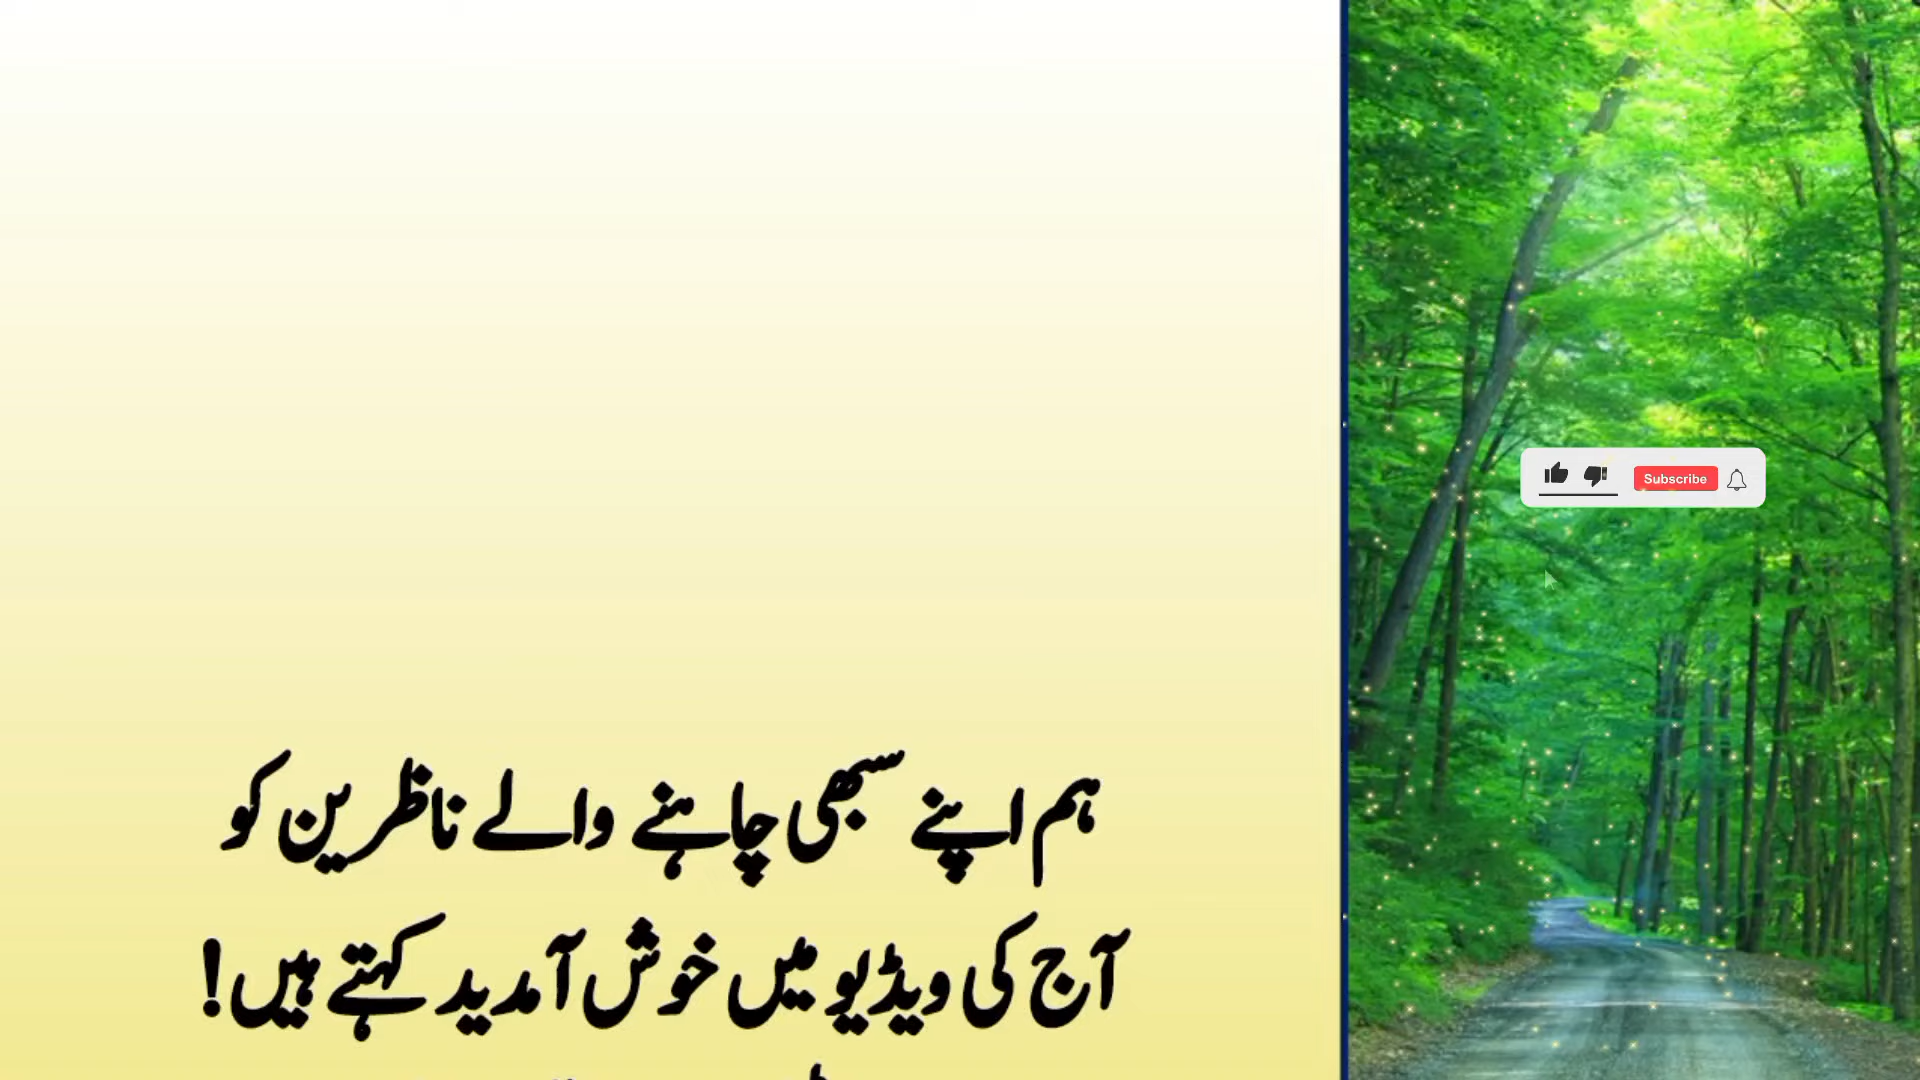 ہم اپنے سبھی چاہنے والے ناظرین کو
آج کی ویڈیو میں خوش آمدید کہتے ہیں!
Subscribe